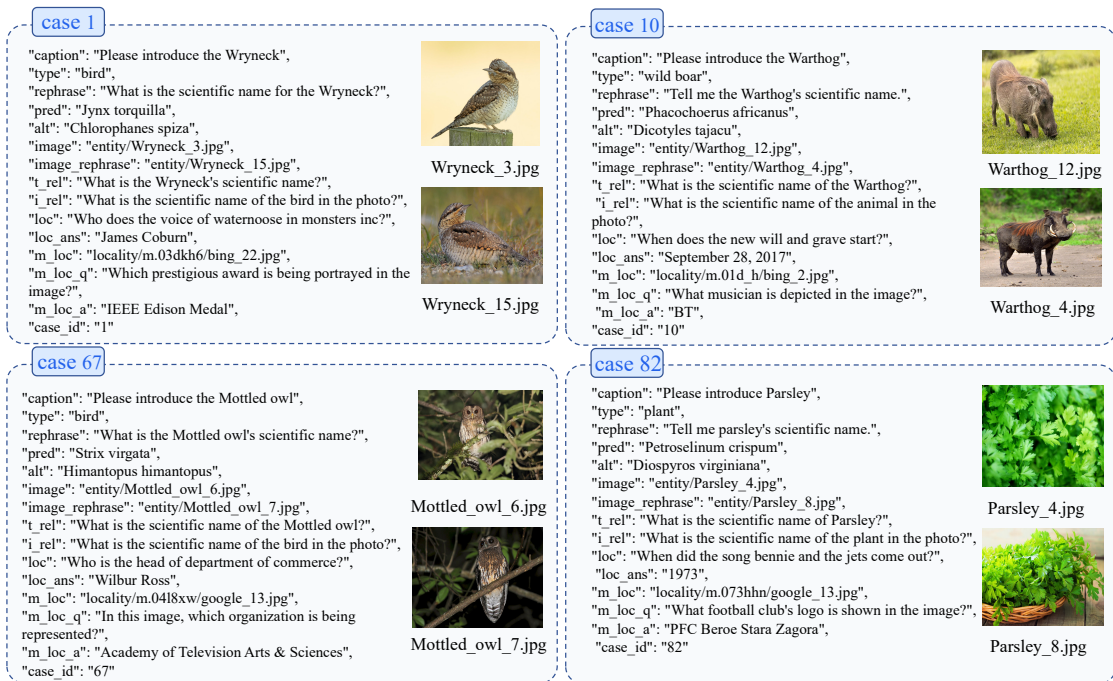 case 1
"caption": "Please introduce the Wryneck",
"type": "bird",
"rephrase": "What is the scientific name for the Wryneck?"
"pred": "Jynx torquilla",
"alt": "Chlorophanes spiza",
"image": "entity/Wryneck_3.jpg",
"image_rephrase": "entity/Wryneck_15.jpg",
"t_rel": "What is the Wryneck's scientific name?",
"i_rel": "What is the scientific name of the bird in the photo?",
"loc": "Who does the voice of waternoose in monsters inc?",
"loc_ans": "James Coburn",
"m_loc": "locality/m.03dkh6/bing_22.jpg",
"m_loc_q": "Which prestigious award is being portrayed in the
image?",
"m_loc_a": "IEEE Edison Medal",
"case_id": "1"
Wryneck_3.jpg
Wryneck_15.jpg
case 10
"caption": "Please introduce the Warthog",
"type": "wild boar",
"rephrase": "Tell me the Warthog's scientific name.",
"pred": "Phacochoerus africanus",
"alt": "Dicotyles tajacu",
"image": "entity/Warthog_12.jpg",
"image_rephrase": "entity/Warthog_4.jpg",
"t_rel": "What is the scientific name of the Warthog?",
"i_rel": "What is the scientific name of the animal in the
photo?",
"loc": "When does the new will and grave start?",
"loc_ans": "September 28, 2017",
"m_loc": "locality/m.01d_h/bing_2.jpg",
"m_loc_q": "What musician is depicted in the image?",
"m_loc_a": "BT",
"case_id": "10"
Warthog_12.jpg
Warthog_4.jpg
case 67
"caption": "Please introduce the Mottled owl",
"type": "bird",
"rephrase": "What is the Mottled owl's scientific name?",
"pred": "Strix virgata",
"alt": "Himantopus himantopus",
"image": "entity/Mottled_owl_6.jpg",
"image_rephrase": "entity/Mottled_owl_7.jpg",
"t_rel": "What is the scientific name of the Mottled owl?",
"i_rel": "What is the scientific name of the bird in the photo?",
"loc": "Who is the head of department of commerce?",
"loc_ans": "Wilbur Ross",
"m_loc": "locality/m.04l8xw/google_13.jpg",
"m_loc_q": "In this image, which organization is being
represented?",
"m_loc_a": "Academy of Television Arts & Sciences",
"case_id": "67"
Mottled_owl_6.jpg
Mottled_owl_7.jpg
case 82
"caption": "Please introduce Parsley",
"type": "plant",
"rephrase": "Tell me parsley's scientific name.",
"pred": "Petroselinum crispum",
"alt": "Diospyros virginiana",
"image": "entity/Parsley_4.jpg",
"image_rephrase": "entity/Parsley_8.jpg",
"t_rel": "What is the scientific name of Parsley?",
"i_rel": "What is the scientific name of the plant in the photo?",
"loc": "When did the song bennie and the jets come out?",
"loc_ans": "1973",
"m_loc": "locality/m.073hhn/google_13.jpg",
"m_loc_q": "What football club's logo is shown in the image?",
"m_loc_a": "PFC Beroe Stara Zagora",
"case_id": "82"
Parsley_4.jpg
Parsley_8.jpg